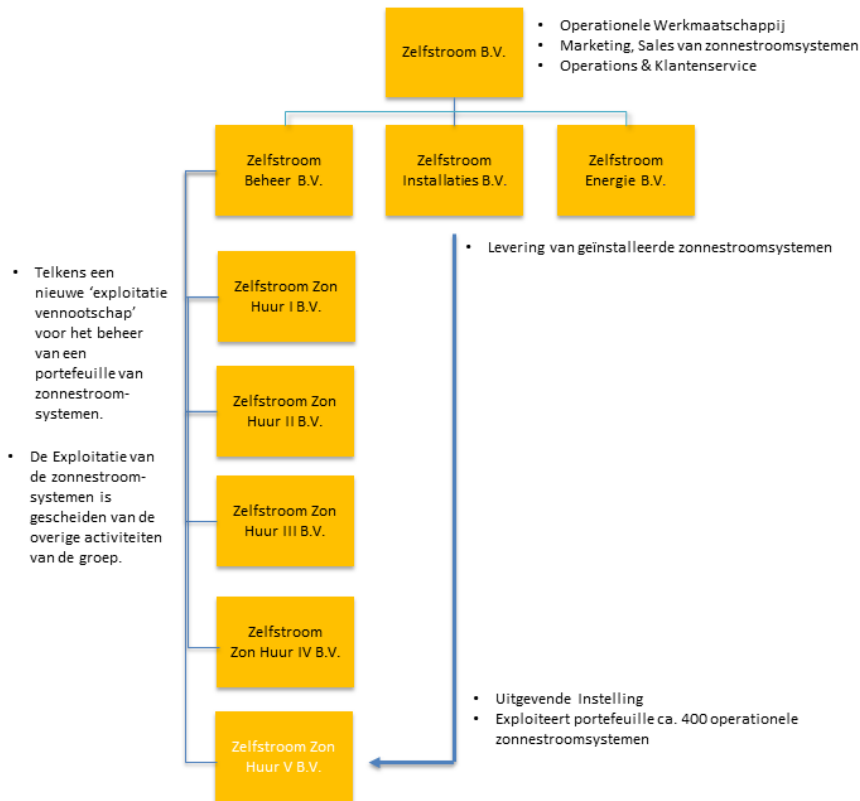 Zelfstroom B.V.
• Operationele Werkmaatschappij
• Marketing, Sales van zonnestroomsystemen
• Operations & Klantenservice
Zelfstroom
Beheer B.V.
Zelfstroom
Installaties B.V.
Zelfstroom
Energie B.V.
• Levering van geïnstalleerde zonnestroomsystemen
• Telkens een
nieuwe ‘exploitatie
vennootschap’
voor het beheer
van een
portefeuille van
zonnestroom-
systemen.
• De Exploitatie van
de zonnestroom-
systemen is
gescheiden van de
overige activiteiten
van de groep.
Zelfstroom Zon
Huur I B.V.
Zelfstroom Zon
Huur II B.V.
Zelfstroom Zon
Huur III B.V.
Zelfstroom
Zon Huur IV B.V.
Zelfstroom Zon
Huur V B.V.
• Uitgevende Instelling
• Exploiteert portefeuille ca. 400 operationele
zonnestroomsystemen